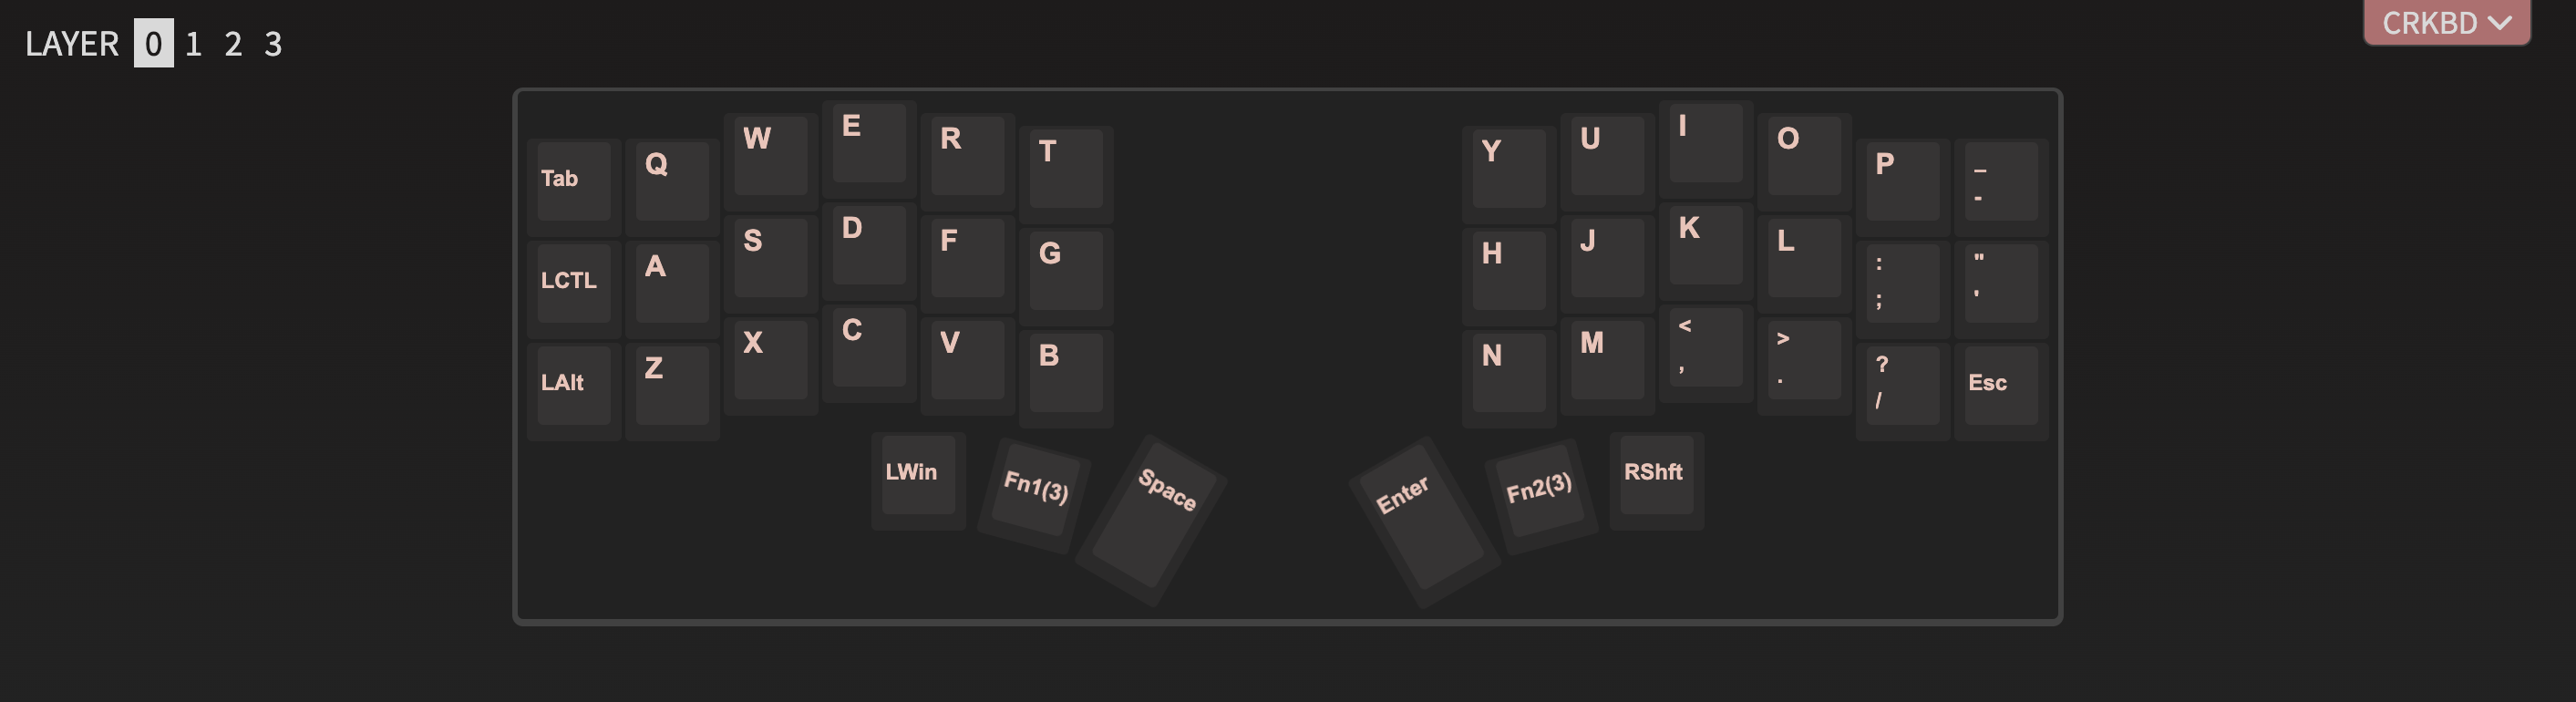 LAYER 0 1 2 3
CRKBD
Tab Q W E R T Y U I O P _ -
LCTL A S D F G H J K L : ; " '
LAlt Z X C V B N M < , > . ? / Esc
LWin Fn1(3) Space Enter Fn2(3) RShft